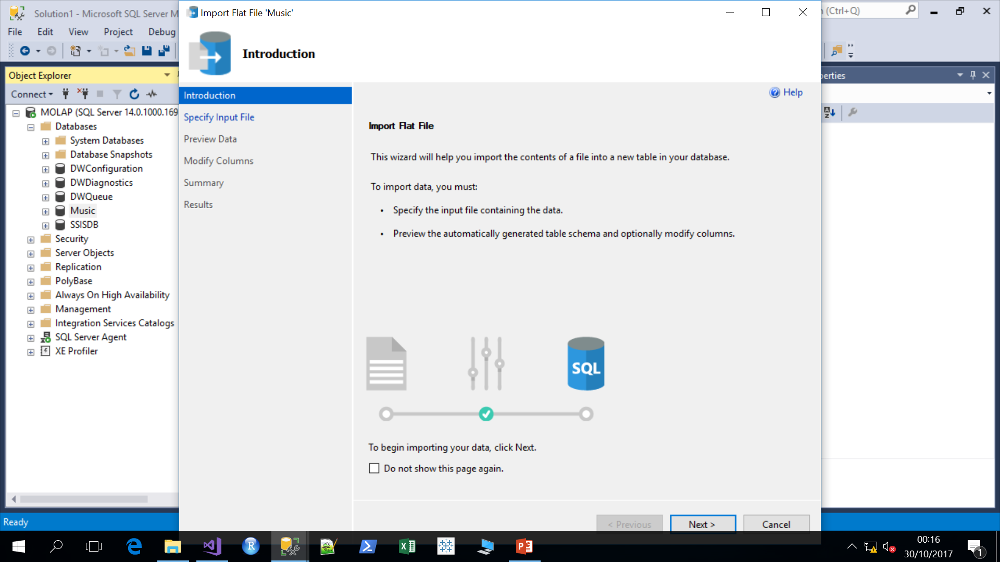 Solution1 - Microsoft SQL Server M
Import Flat File 'Music'
(Ctrl+Q)
File Edit View Project Debug
Introduction
Object Explorer
erties
Connect
MOLAP (SQL Server 14.0.1000.169
Databases
System Databases
Database Snapshots
DWConfiguration
DWDiagnostics
DWQueue
Music
SSISDB
Security
Server Objects
Replication
PolyBase
Always On High Availability
Management
Integration Services Catalogs
SQL Server Agent
XE Profiler
Introduction
Specify Input File
Preview Data
Modify Columns
Summary
Results
Help
Import Flat File
This wizard will help you import the contents of a file into a new table in your database.
To import data, you must:
• Specify the input file containing the data.
• Preview the automatically generated table schema and optionally modify columns.
SQL
To begin importing your data, click Next.
Do not show this page again.
< Previous Next > Cancel
Ready
00:16
30/10/2017
1